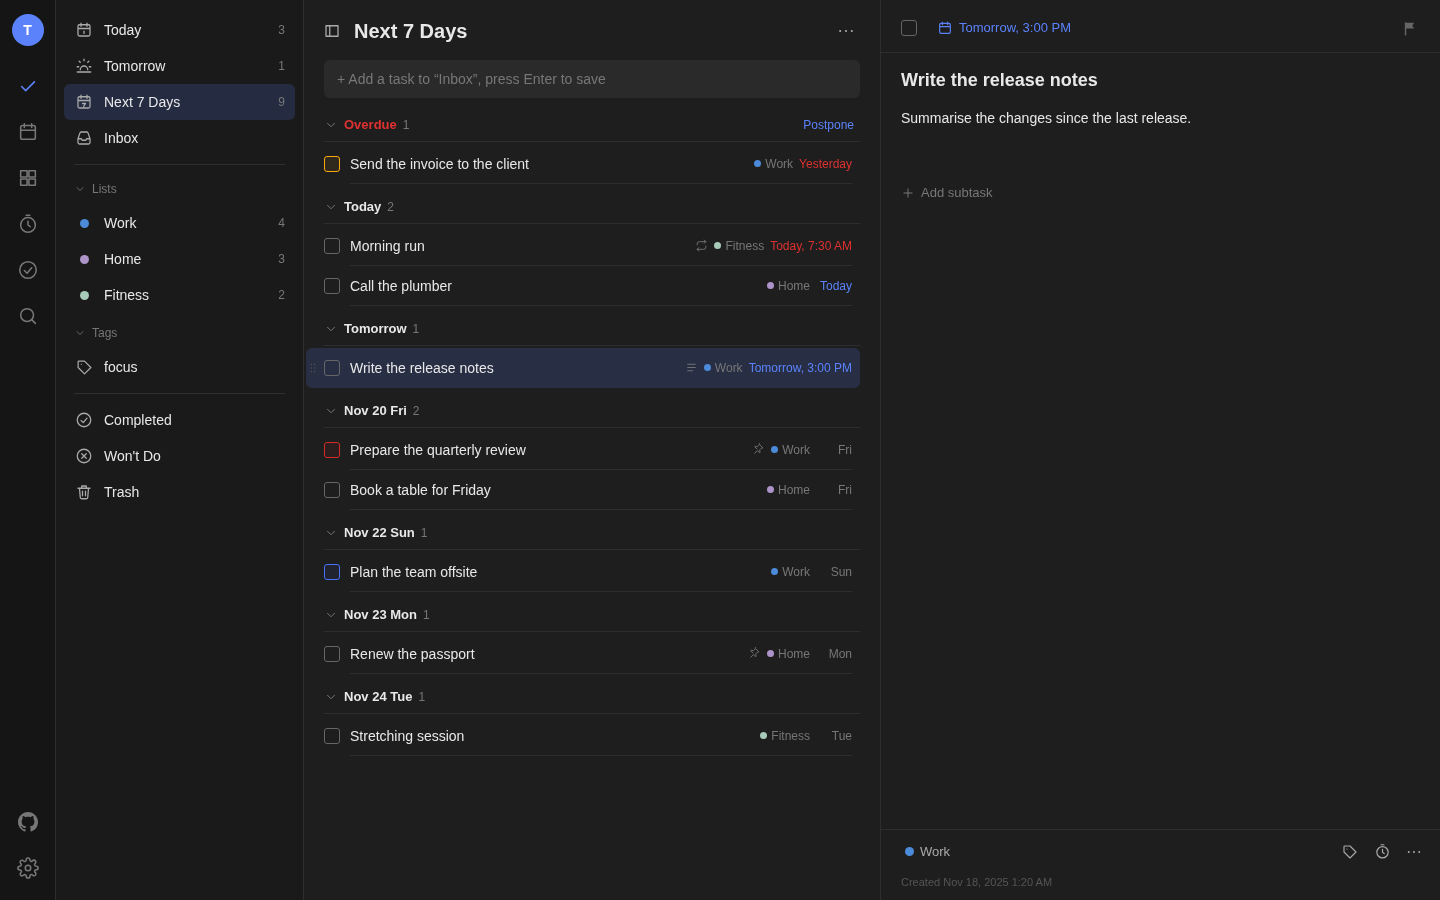 T
Today 3
Tomorrow 1
Next 7 Days 9
Inbox
Lists
Work 4
Home 3
Fitness 2
Tags
focus
Completed
Won't Do
Trash
Next 7 Days
+ Add a task to “Inbox”, press Enter to save
Overdue 1 Postpone
Send the invoice to the client Work Yesterday
Today 2
Morning run Fitness Today, 7:30 AM
Call the plumber Home Today
Tomorrow 1
Write the release notes Work Tomorrow, 3:00 PM
Nov 20 Fri 2
Prepare the quarterly review Work Fri
Book a table for Friday Home Fri
Nov 22 Sun 1
Plan the team offsite Work Sun
Nov 23 Mon 1
Renew the passport Home Mon
Nov 24 Tue 1
Stretching session Fitness Tue
Tomorrow, 3:00 PM
Write the release notes
Summarise the changes since the last release.
Add subtask
Work
Created Nov 18, 2025 1:20 AM